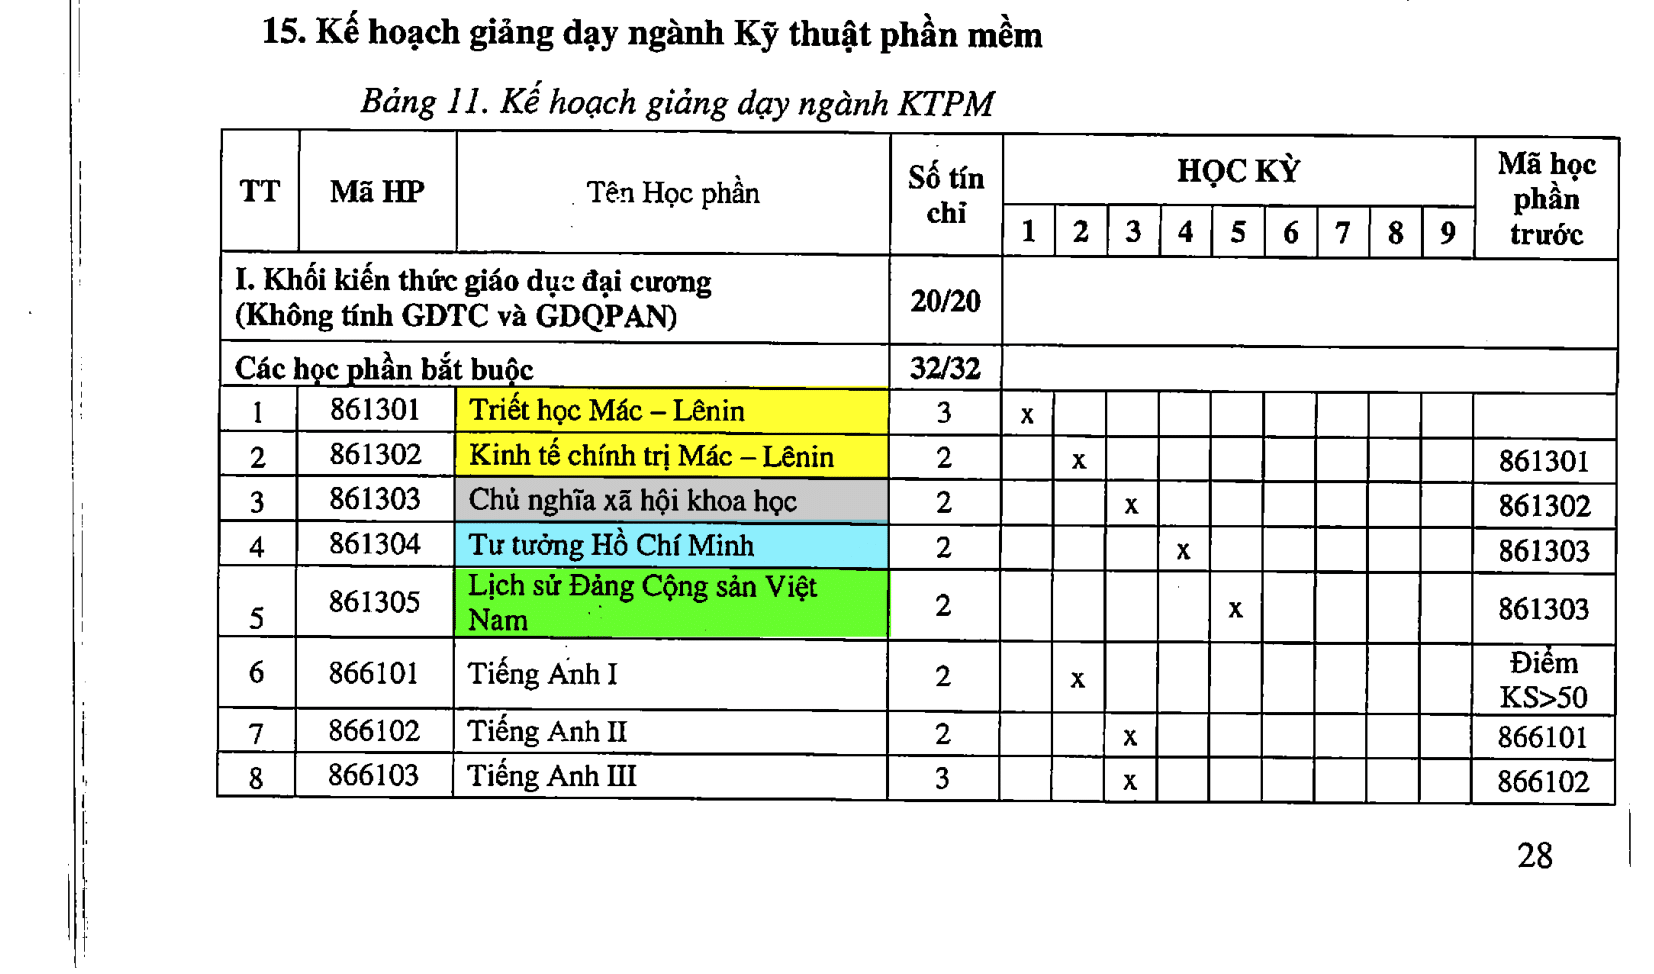 15. Kế hoạch giảng dạy ngành Kỹ thuật phần mềm
Bảng 11. Kế hoạch giảng dạy ngành KTPM
TT Mã HP Tên Học phần Số tín chỉ HỌC KỲ Mã học phần trước
1 2 3 4 5 6 7 8 9
I. Khối kiến thức giáo dục đại cương
(Không tính GDTC và GDQPAN) 20/20
Các học phần bắt buộc 32/32
1 861301 Triết học Mác – Lênin 3 x
2 861302 Kinh tế chính trị Mác – Lênin 2 x 861301
3 861303 Chủ nghĩa xã hội khoa học 2 x 861302
4 861304 Tư tưởng Hồ Chí Minh 2 x 861303
5 861305 Lịch sử Đảng Cộng sản Việt Nam 2 x 861303
6 866101 Tiếng Anh I 2 x Điểm KS>50
7 866102 Tiếng Anh II 2 x 866101
8 866103 Tiếng Anh III 3 x 866102
28